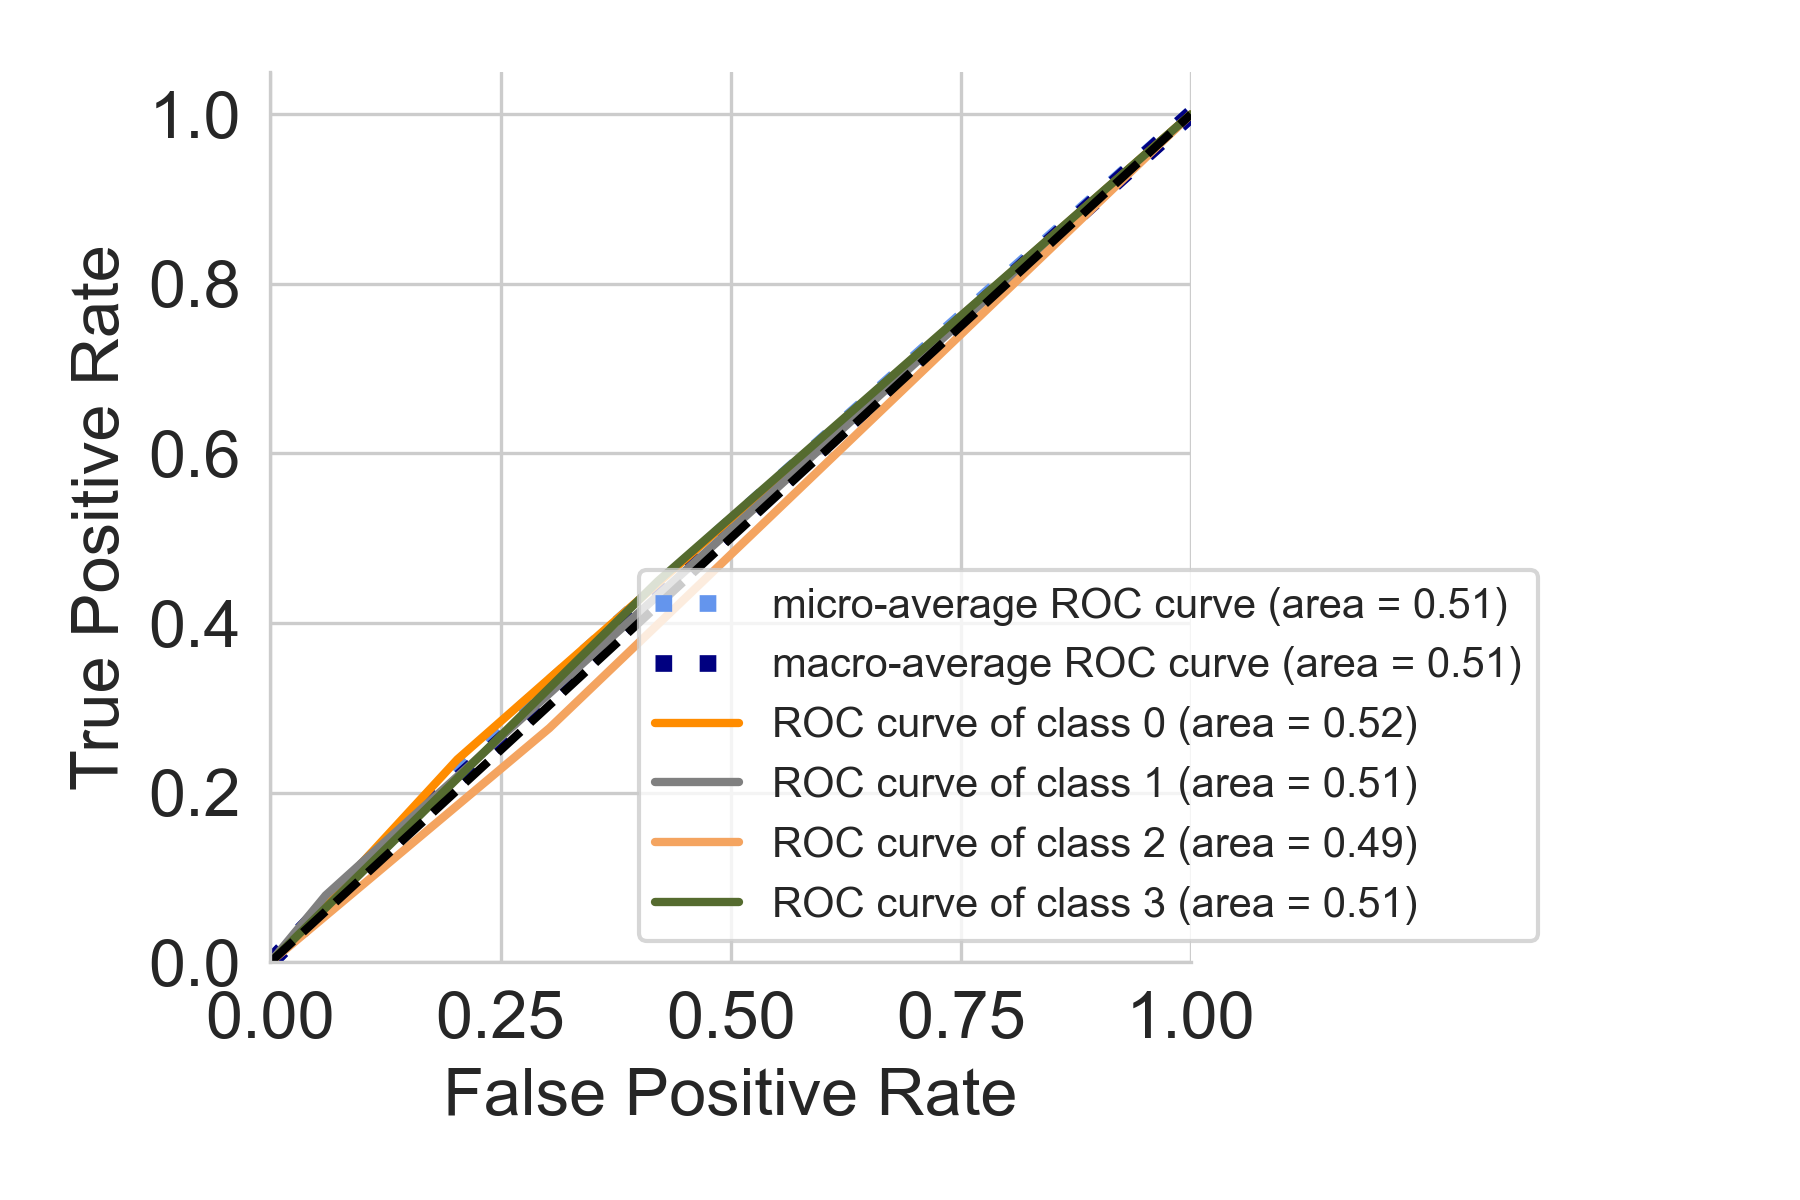 True Positive Rate
1.0
0.8
0.6
0.4
0.2
0.0
0.00 0.25 0.50 0.75 1.00
False Positive Rate
micro-average ROC curve (area = 0.51)
macro-average ROC curve (area = 0.51)
ROC curve of class 0 (area = 0.52)
ROC curve of class 1 (area = 0.51)
ROC curve of class 2 (area = 0.49)
ROC curve of class 3 (area = 0.51)